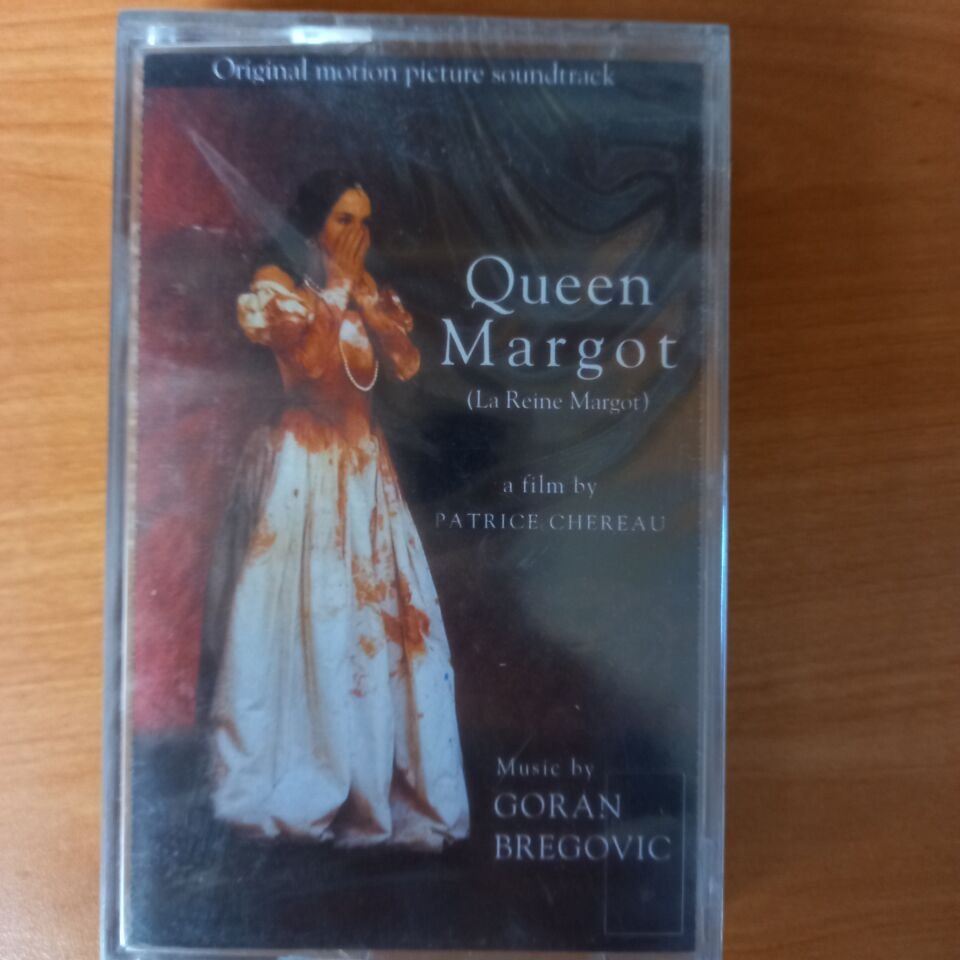 Original motion picture soundtrack
Queen
Margot
(La Reine Margot)
a film by
PATRICE CHEREAU
Music by
GORAN
BREGOVIC